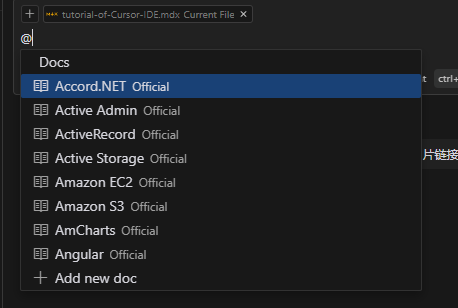 + M↓X tutorial-of-Cursor-IDE.mdx Current File ×
@
Docs
t ctrl+
Accord.NET Official
Active Admin Official
ActiveRecord Official
Active Storage Official
片链接
Amazon EC2 Official
Amazon S3 Official
AmCharts Official
Angular Official
+ Add new doc